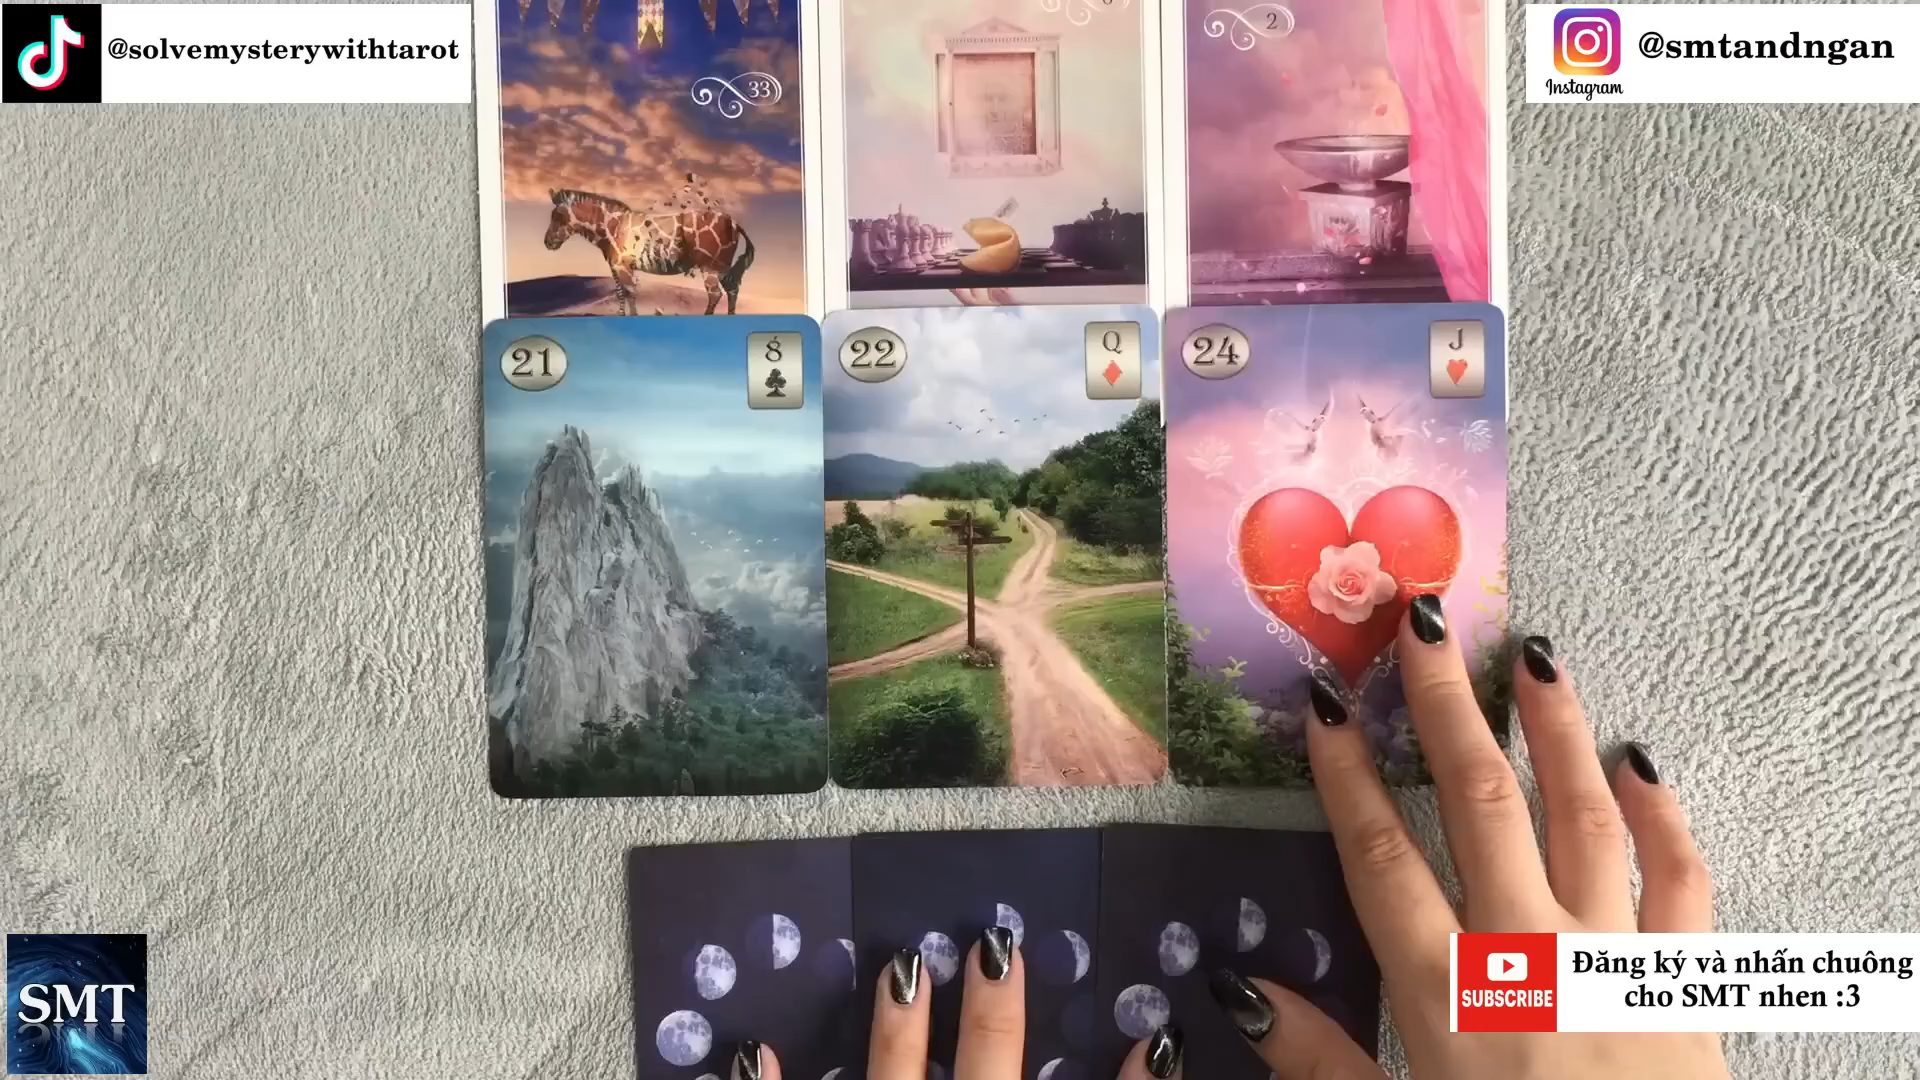 @solvemysterywithtarot
33
2
Instagram
@smtandngan
21
8
22
Q
24
J
SMT
SUBSCRIBE
Đăng ký và nhấn chuông
cho SMT nhen :3